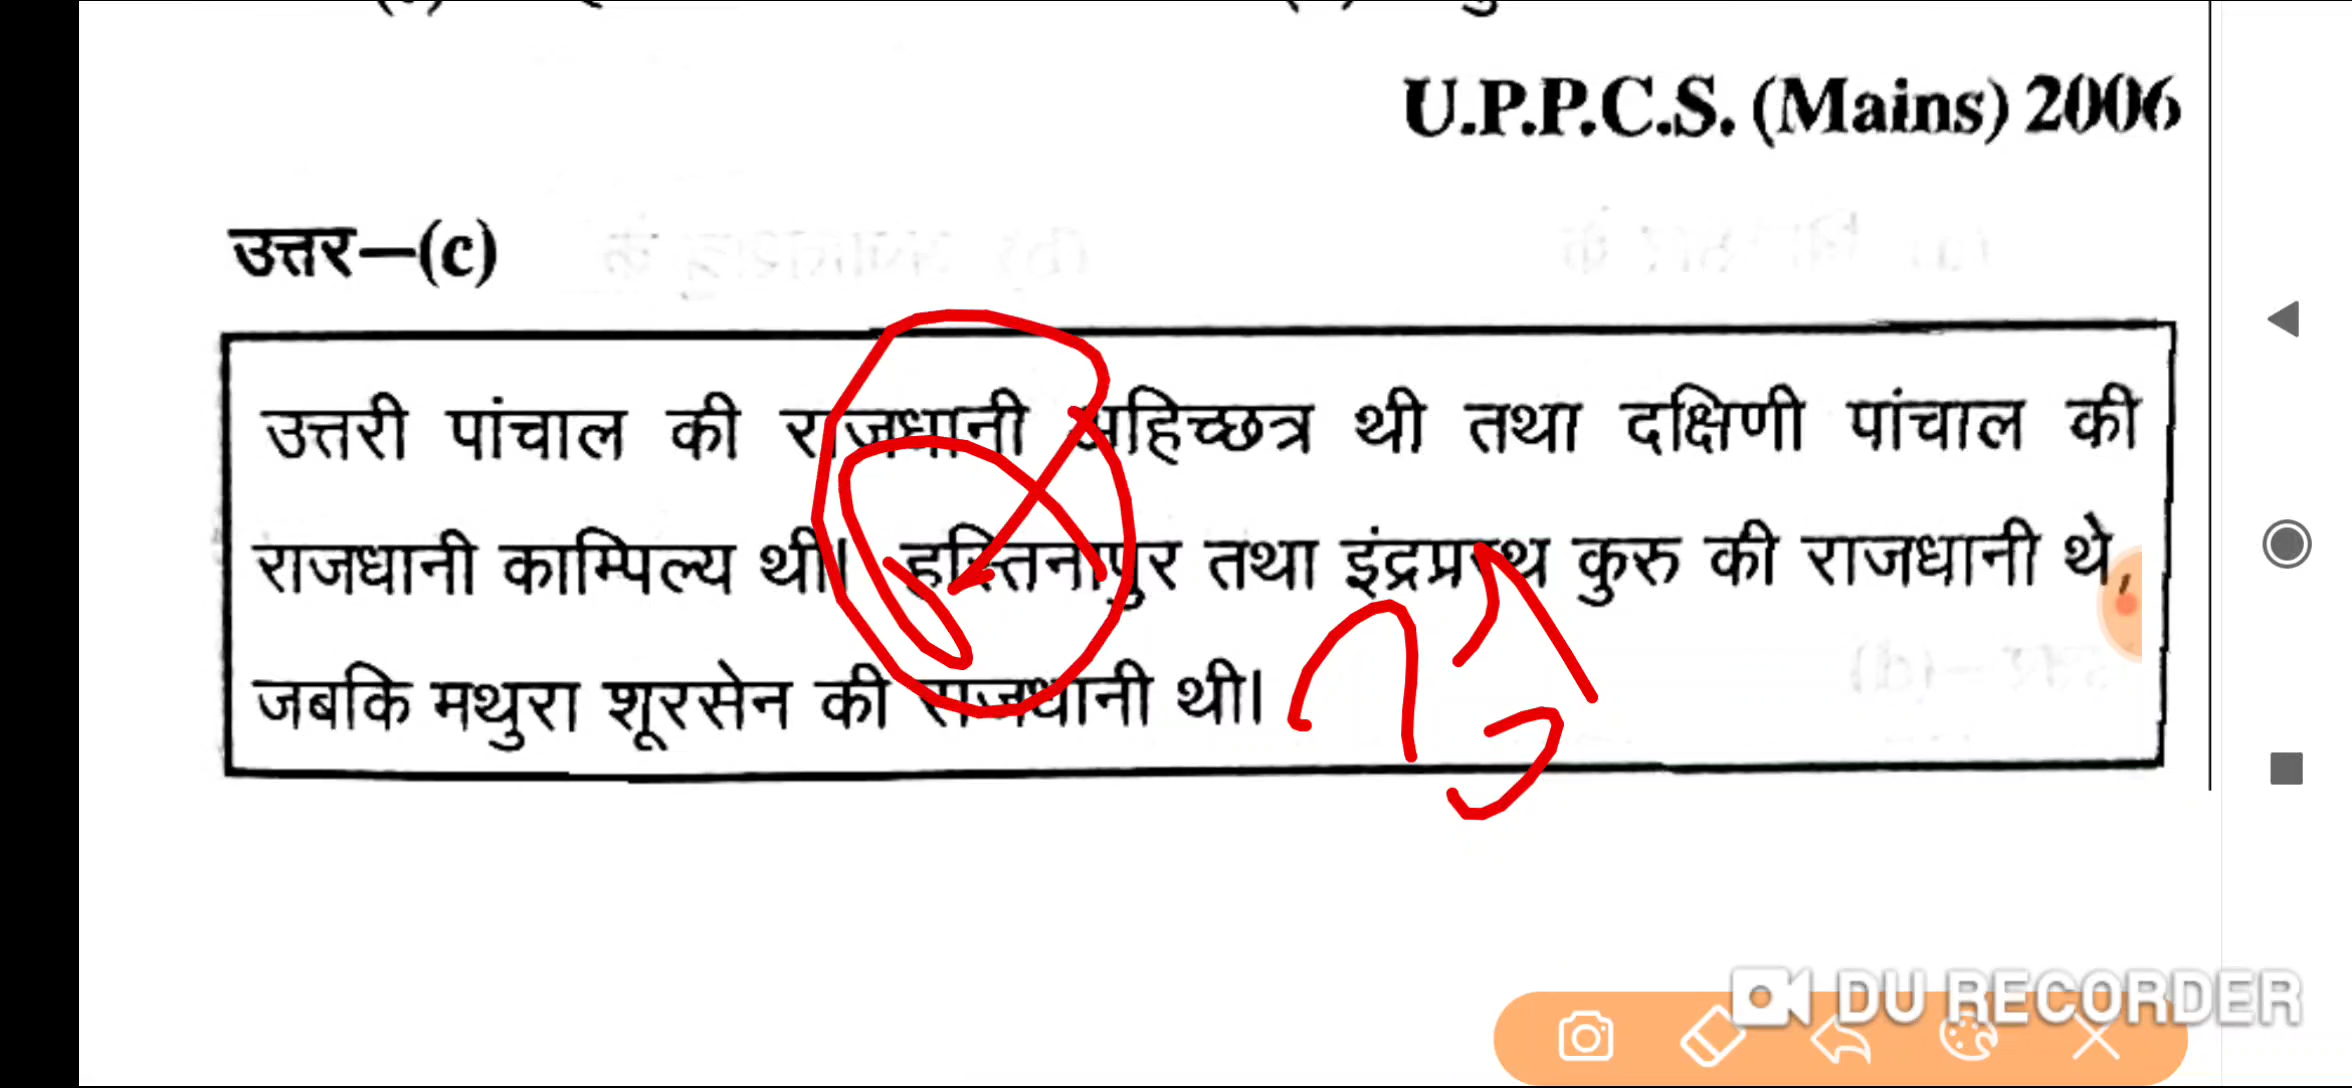 U.P.P.C.S. (Mains) 2006
उत्तर–(c)
उत्तरी पांचाल की राजधानी अहिच्छत्र थी तथा दक्षिणी पांचाल की
राजधानी काम्पिल्य थी। हस्तिनापुर तथा इंद्रप्रस्थ कुरु की राजधानी थे,
जबकि मथुरा शूरसेन की राजधानी थी।
DU RECORDER